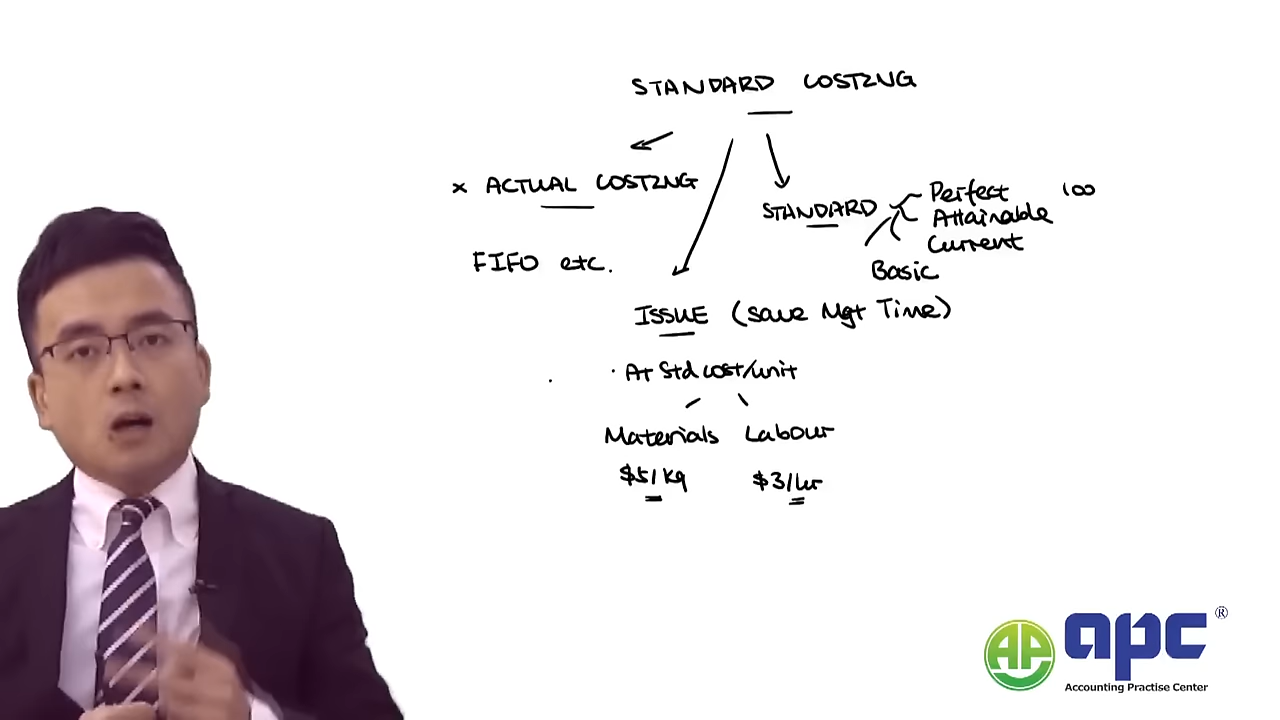 STANDARD COSTING
x ACTUAL COSTING
STANDARD
Perfect 100
Attainable
Current
Basic
FIFO etc.
ISSUE (Save Mgt Time)
· At Std cost/unit
Materials Labour
$5/kg $3/hr
AP apc ®
Accounting Practise Center